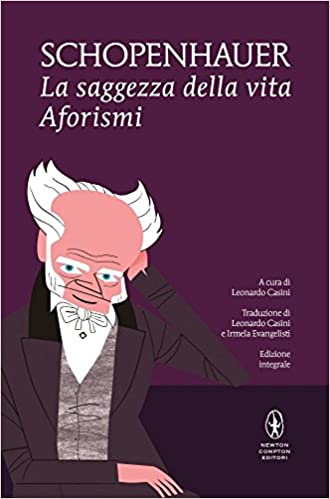 SCHOPENHAUER
La saggezza della vita
Aforismi
A cura di
Leonardo Casini
Traduzione di
Leonardo Casini
e Irmela Evangelisti
Edizione
integrale
NEWTON
COMPTON
EDITORI